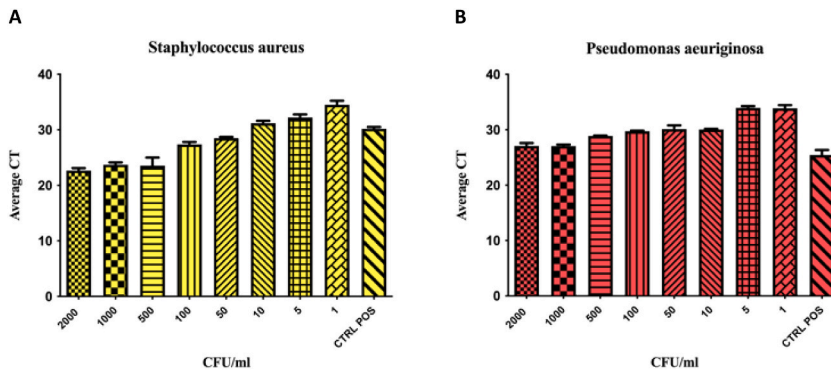 A
Staphylococcus aureus
Average CT
40
30
20
10
0
2000
1000
500
100
50
10
5
1
CTRL POS
CFU/ml
B
Pseudomonas aeuriginosa
Average CT
40
30
20
10
0
2000
1000
500
100
50
10
5
1
CTRL POS
CFU/ml